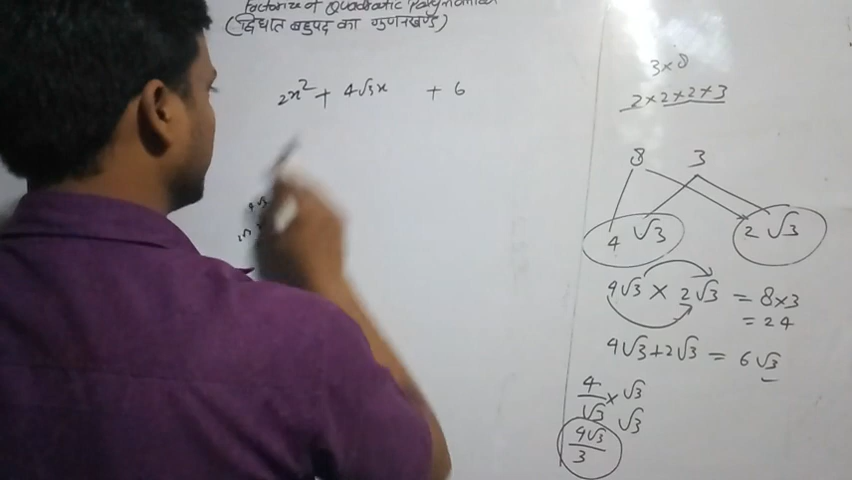 Factorize of Quadratic Polynomial
(द्विघात बहुपद का गुणनखण्ड)
2x² + 4√3x + 6
3×8
2×2×2×3
8 3
4 √3 2 √3
4√3 × 2√3 = 8×3
= 24
4√3+2√3 = 6√3
4/√3 × √3/√3
4√3/3